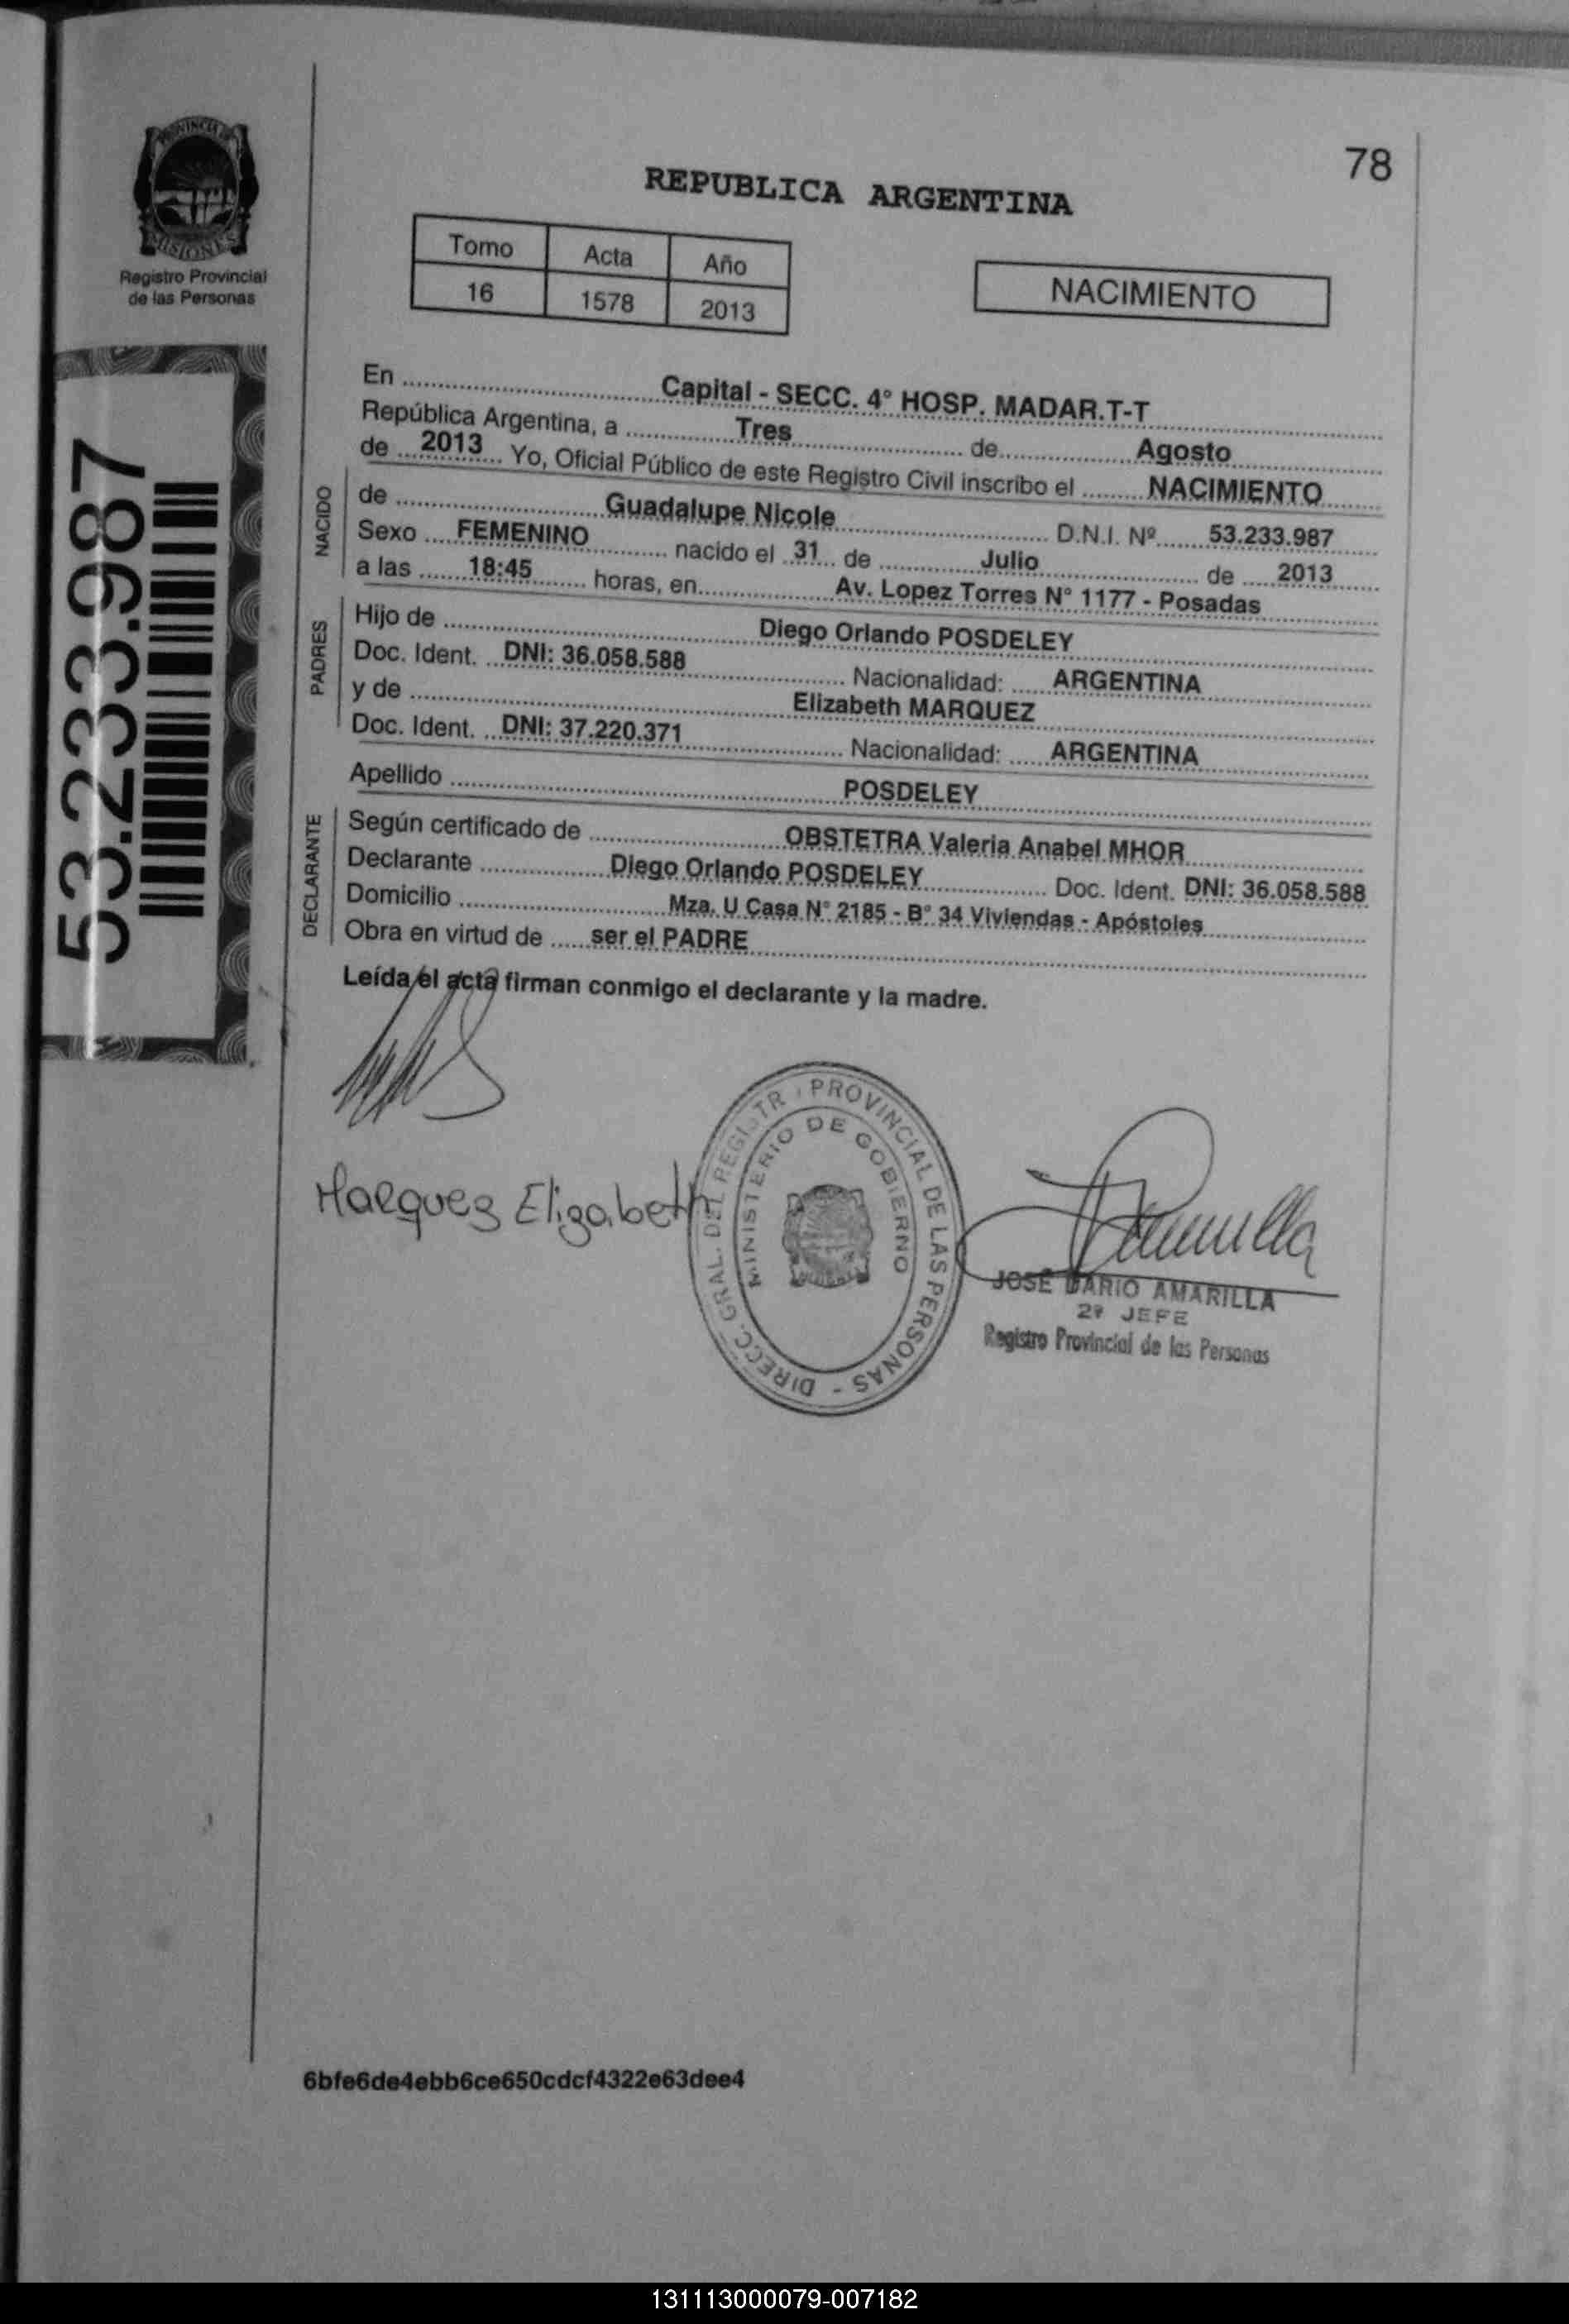 78
PROVINCIA DE
MISIONES
Registro Provincial
de las Personas
REPUBLICA ARGENTINA
Tomo Acta Año
16 1578 2013
NACIMIENTO
53.233.987
En Capital - SECC. 4° HOSP. MADAR.T-T
República Argentina, a Tres de Agosto
de 2013 Yo, Oficial Público de este Registro Civil inscribo el NACIMIENTO
NACIDO
de Guadalupe Nicole D.N.I. Nº 53.233.987
Sexo FEMENINO nacido el 31 de Julio de 2013
a las 18:45 horas, en Av. Lopez Torres N° 1177 - Posadas
PADRES
Hijo de Diego Orlando POSDELEY
Doc. Ident. DNI: 36.058.588 Nacionalidad: ARGENTINA
y de Elizabeth MARQUEZ
Doc. Ident. DNI: 37.220.371 Nacionalidad: ARGENTINA
Apellido POSDELEY
DECLARANTE
Según certificado de OBSTETRA Valeria Anabel MHOR
Declarante Diego Orlando POSDELEY Doc. Ident. DNI: 36.058.588
Domicilio Mza. U Casa N° 2185 - B° 34 Viviendas - Apóstoles
Obra en virtud de ser el PADRE
Leída el acta firman conmigo el declarante y la madre.
Marquez Elizabeth
DIRECC. GRAL. DEL REGISTR PROVINCIAL DE LAS PERSONAS -
MINISTERIO DE GOBIERNO
JOSÉ DARIO AMARILLA
2º JEFE
Registro Provincial de las Personas
6bfe6de4ebb6ce650cdcf4322e63dee4
131113000079-007182